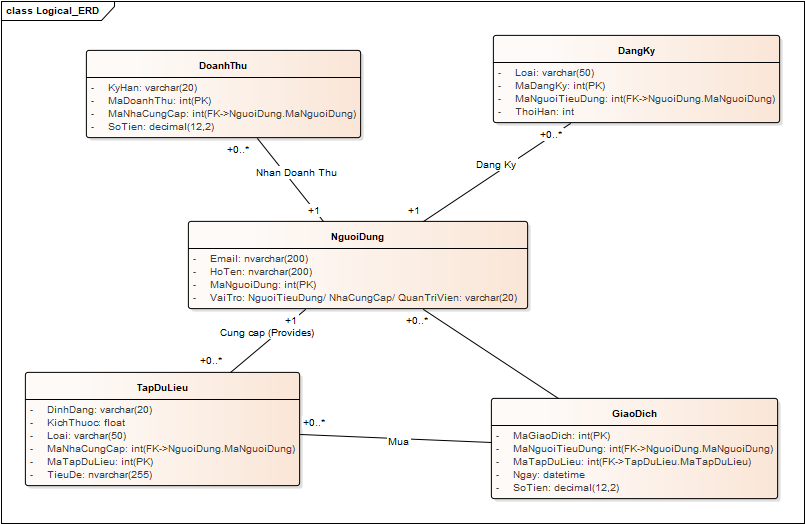 class Logical_ERD
DoanhThu
- KyHan: varchar(20)
- MaDoanhThu: int(PK)
- MaNhaCungCap: int(FK->NguoiDung.MaNguoiDung)
- SoTien: decimal(12,2)
DangKy
- Loai: varchar(50)
- MaDangKy: int(PK)
- MaNguoiTieuDung: int(FK->NguoiDung.MaNguoiDung)
- ThoiHan: int
+0..*
Nhan Doanh Thu
+1
+0..*
Dang Ky
+1
NguoiDung
- Email: nvarchar(200)
- HoTen: nvarchar(200)
- MaNguoiDung: int(PK)
- VaiTro: NguoiTieuDung/ NhaCungCap/ QuanTriVien: varchar(20)
+1
Cung cap (Provides)
+0..*
+0..*
TapDuLieu
- DinhDang: varchar(20)
- KichThuoc: float
- Loai: varchar(50)
- MaNhaCungCap: int(FK->NguoiDung.MaNguoiDung)
- MaTapDuLieu: int(PK)
- TieuDe: nvarchar(255)
+0..*
Mua
GiaoDich
- MaGiaoDich: int(PK)
- MaNguoiTieuDung: int(FK->NguoiDung.MaNguoiDung)
- MaTapDuLieu: int(FK->TapDuLieu.MaTapDuLieu)
- Ngay: datetime
- SoTien: decimal(12,2)